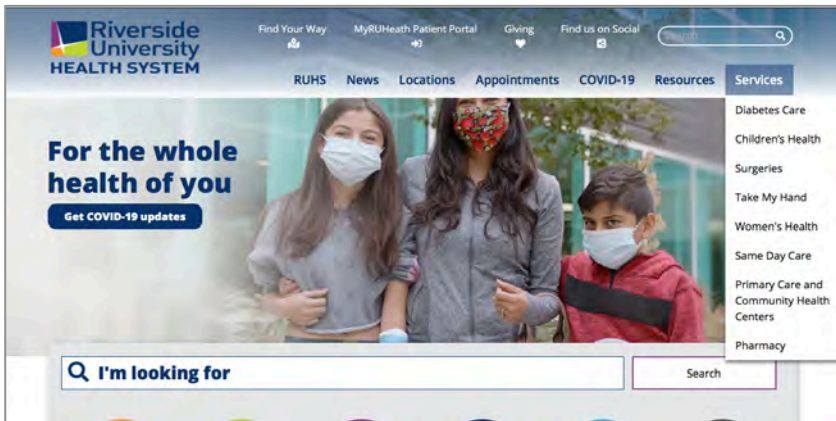 Riverside
University
HEALTH SYSTEM
Find Your Way
MyRUHeath Patient Portal
Giving
Find us on Social
Search
RUHS
News
Locations
Appointments
COVID-19
Resources
Services
Diabetes Care
Children's Health
Surgeries
Take My Hand
Women's Health
Same Day Care
Primary Care and
Community Health
Centers
Pharmacy
For the whole
health of you
Get COVID-19 updates
I'm looking for
Search